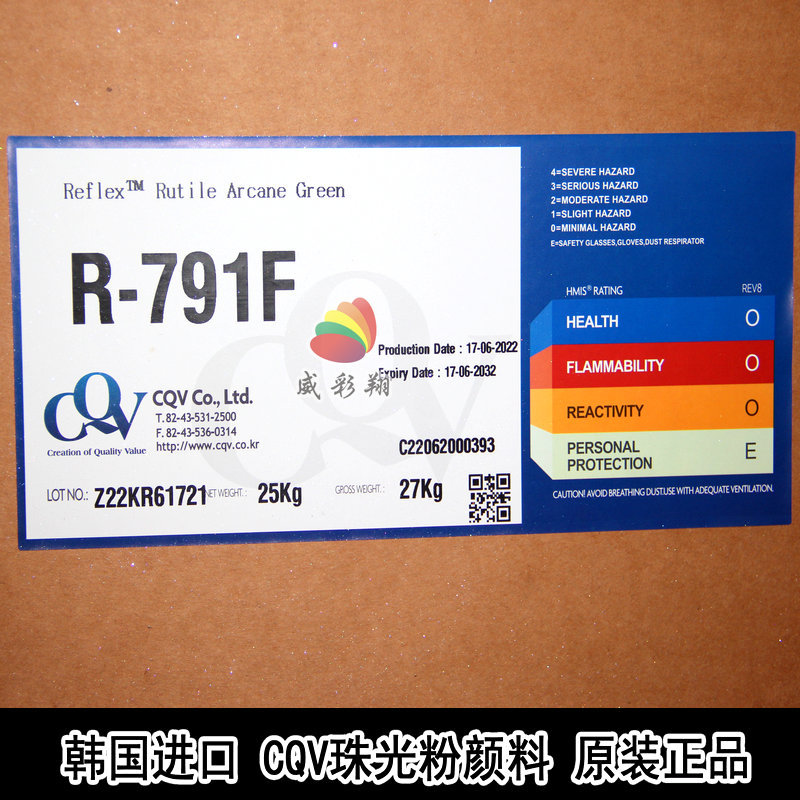 Reflex™ Rutile Arcane Green
R-791F
Production Date : 17-06-2022
Expiry Date : 17-06-2032
威彩翔
CQV
Creation of Quality Value
CQV Co., Ltd.
T. 82-43-531-2500
F. 82-43-536-0314
http://www.cqv.co.kr
C22062000393
LOT NO.: Z22KR61721 NET WEIGHT.: 25Kg GROSS WEIGHT.: 27Kg
4=SEVERE HAZARD
3=SERIOUS HAZARD
2=MODERATE HAZARD
1=SLIGHT HAZARD
0=MINIMAL HAZARD
E=SAFETY GLASSES,GLOVES,DUST RESPIRATOR
HMIS® RATING REV8
HEALTH 0
FLAMMABILITY 0
REACTIVITY 0
PERSONAL
PROTECTION E
CAUTION! AVOID BREATHING DUST.USE WITH ADEQUATE VENTILATION.
韩国进口 CQV珠光粉颜料 原装正品